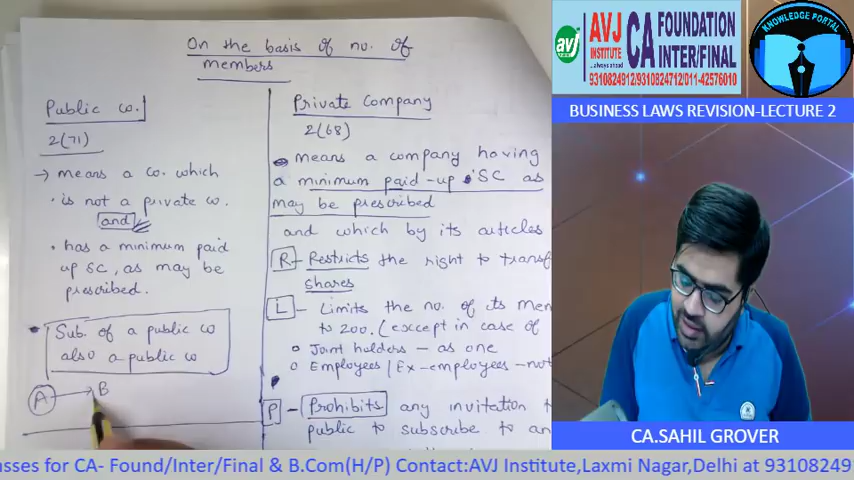 On the basis of no. of
members
Public co.
2(71)
→ means a co. which
· is not a private co.
and
· has a minimum paid
up SC, as may be
prescribed.
Sub. of a public co
also a public co
A → B
Private Company
2(68)
means a company having
a minimum paid-up SC as
may be prescribed
and which by its articles
R - Restricts the right to transf
shares
L - Limits the no. of its mem
to 200. (except in case of
Joint holders - as one
Employees / Ex-employees - not
P - Prohibits any invitation t
public to subscribe to an
avj
AVJ
INSTITUTE
...always ahead
CA
FOUNDATION
INTER/FINAL
9310824912/9310824712/011-42576010
KNOWLEDGE PORTAL
BUSINESS LAWS REVISION-LECTURE 2
CA.SAHIL GROVER
asses for CA- Found/Inter/Final & B.Com(H/P) Contact:AVJ Institute,Laxmi Nagar,Delhi at 93108249